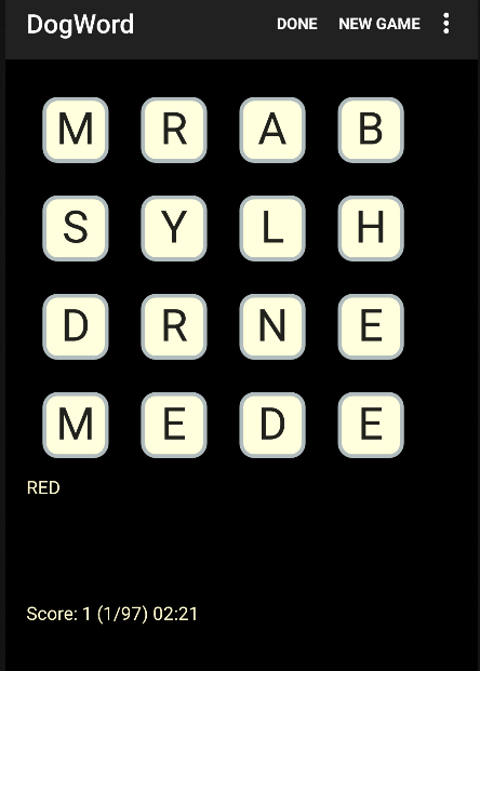 DogWord DONE NEW GAME
M R A B
S Y L H
D R N E
M E D E
RED
Score: 1 (1/97) 02:21